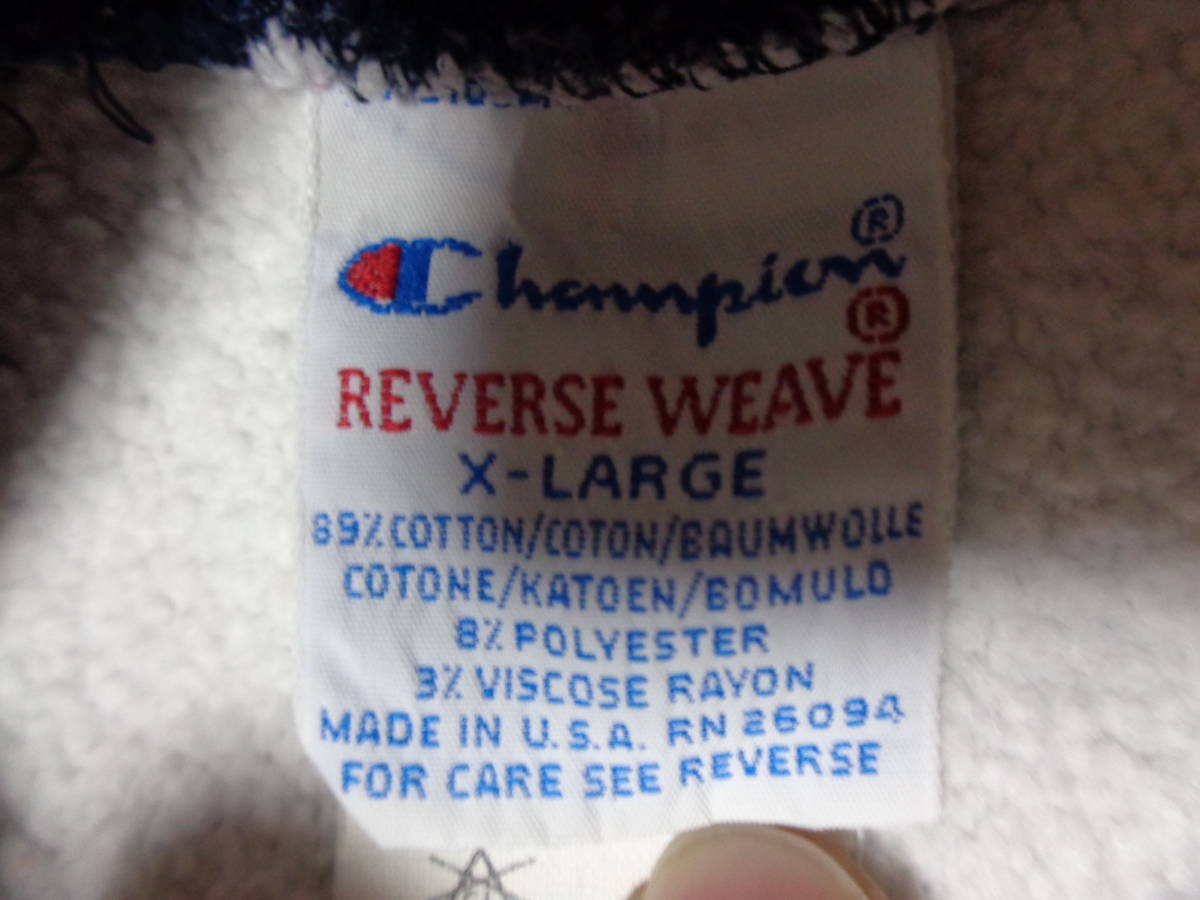 Champion®
®
REVERSE WEAVE
X-LARGE
89% COTTON/COTON/BAUMWOLLE
COTONE/KATOEN/BOMULD
8% POLYESTER
3% VISCOSE RAYON
MADE IN U.S.A. RN 26094
FOR CARE SEE REVERSE